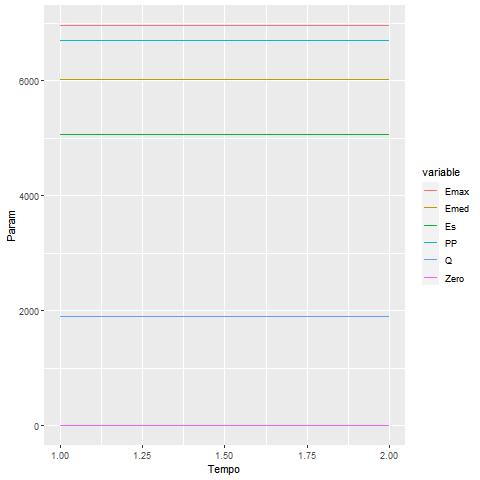 6000
4000
2000
0
1.00 1.25 1.50 1.75 2.00
Tempo
Param
variable
Emax
Emed
Es
PP
Q
Zero